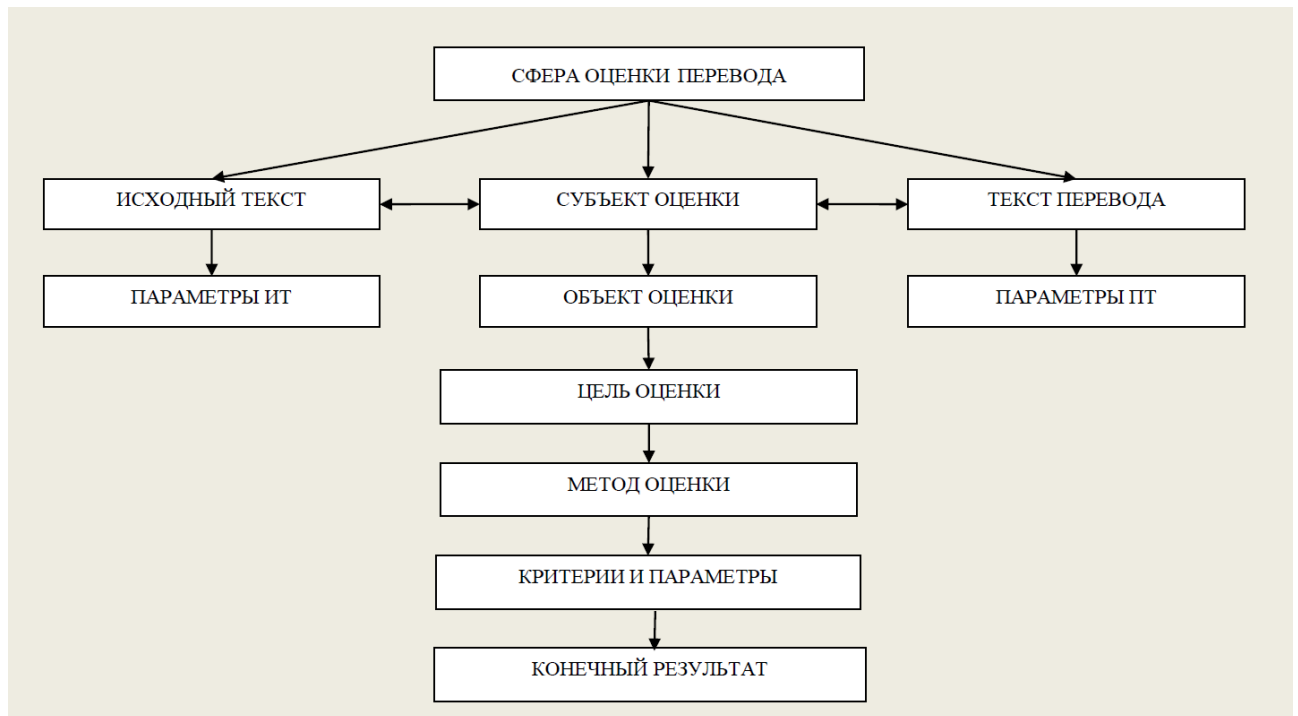 СФЕРА ОЦЕНКИ ПЕРЕВОДА
ИСХОДНЫЙ ТЕКСТ
СУБЪЕКТ ОЦЕНКИ
ТЕКСТ ПЕРЕВОДА
ПАРАМЕТРЫ ИТ
ОБЪЕКТ ОЦЕНКИ
ПАРАМЕТРЫ ПТ
ЦЕЛЬ ОЦЕНКИ
МЕТОД ОЦЕНКИ
КРИТЕРИИ И ПАРАМЕТРЫ
КОНЕЧНЫЙ РЕЗУЛЬТАТ